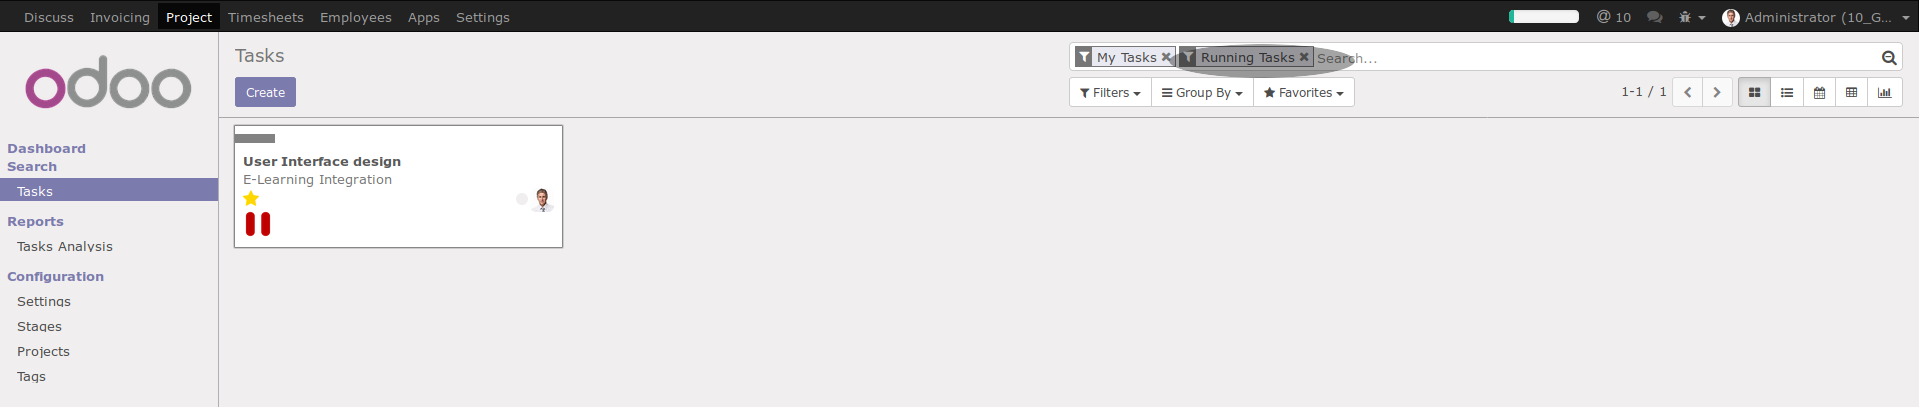 Discuss Invoicing Project Timesheets Employees Apps Settings @ 10 Administrator (10_G...
odoo
Tasks
My Tasks × Running Tasks × Search...
Create
Filters Group By Favorites 1-1 / 1
Dashboard
Search
Tasks
Reports
Tasks Analysis
Configuration
Settings
Stages
Projects
Tags
User Interface design
E-Learning Integration